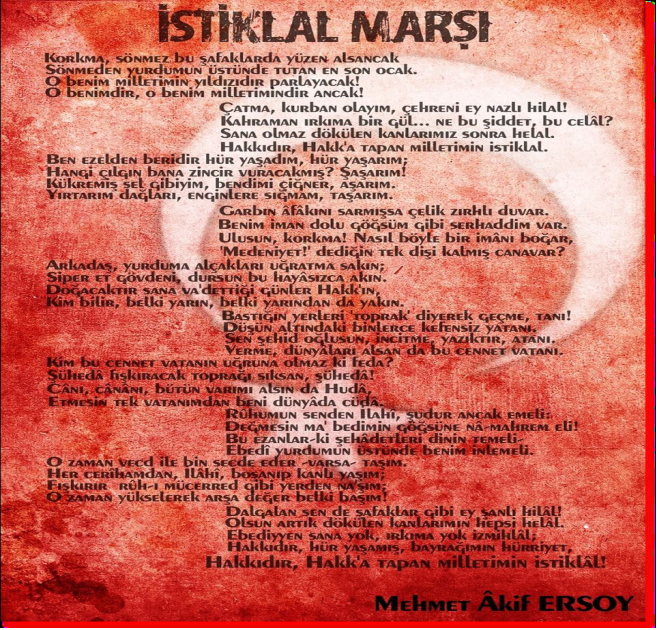 İSTİKLAL MARŞI
Korkma, sönmez bu şafaklarda yüzen alsancak
Sönmeden yurdumun üstünde tüten en son ocak.
O benim milletimin yıldızıdır parlayacak!
O benimdir, o benim milletimindir ancak!
Çatma, kurban olayım, çehreni ey nazlı hilal!
Kahraman ırkıma bir gül... ne bu şiddet, bu celâl?
Sana olmaz dökülen kanlarımız sonra helal.
Hakkıdır, Hakk'a tapan milletimin istiklal.
Ben ezelden beridir hür yaşadım, hür yaşarım;
Hangi çılgın bana zincir vuracakmış? Şaşarım!
Kükremiş sel gibiyim, bendimi çiğner, aşarım.
Yırtarım dağları, enginlere sığmam, taşarım.
Garbın âfâkını sarmışsa çelik zırhlı duvar.
Benim iman dolu göğsüm gibi serhaddim var.
Ulusun, korkma! Nasıl böyle bir imânı boğar,
'Medeniyet!' dediğin tek dişi kalmış canavar?
Arkadaş, yurduma alçakları uğratma sakın;
Siper et gövdeni, dursun bu hayâsızca akın.
Doğacaktır sana va'dettiği günler Hakk'ın,
Kim bilir, belki yarın, belki yarından da yakın.
Bastığın yerleri 'toprak' diyerek geçme, tanı!
Düşün altındaki binlerce kefensiz yatanı.
Sen şehid oğlusun, incitme, yazıktır, atanı.
Verme, dünyâları alsan da bu cennet vatanı.
Kim bu cennet vatanın uğruna olmaz ki feda?
Şühedâ fışkıracak toprağı sıksan, şühedâ!
Cânı, cânânı, bütün varımı alsın da Hudâ,
Etmesin tek vatanımdan beni dünyâda cüdâ.
Rûhumun senden İlahî, şudur ancak emeli:
Değmesin ma' bedimin göğsüne nâ-mahrem eli!
Bu ezanlar-ki şehâdetleri dinin temeli-
Ebedî yurdumun üstünde benim inlemeli.
O zaman vecd ile bin secde eder -varsa- taşım.
Her cerihamdan, İlâhî, boşanıp kanlı yaşım;
Fışkırır rûh-ı mücerred gibi yerden na'şım;
O zaman yükselerek arşa değer belki başım!
Dalgalan sen de şafaklar gibi ey şanlı hilâl!
Olsun artık dökülen kanlarımın hepsi helâl.
Ebediyyen sana yok, ırkıma yok izmihlâl;
Hakkıdır, hür yaşamış, bayrağımın hürriyet,
Hakkıdır, Hakk'a tapan milletimin istiklâl!
Mehmet Âkif ERSOY